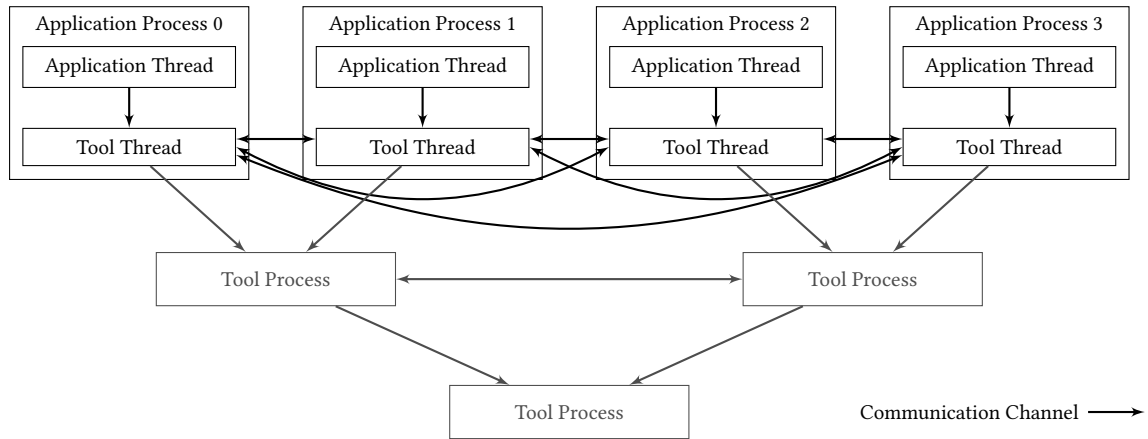 Application Process 0
Application Process 1
Application Process 2
Application Process 3
Application Thread
Application Thread
Application Thread
Application Thread
Tool Thread
Tool Thread
Tool Thread
Tool Thread
Tool Process
Tool Process
Tool Process
Communication Channel